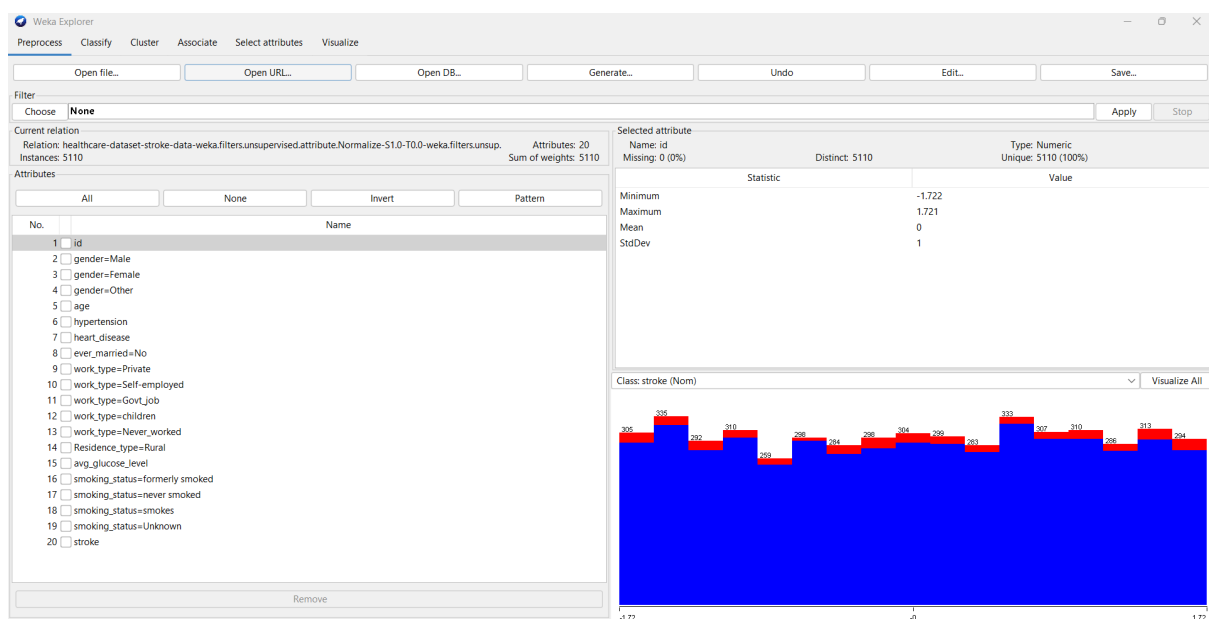 Weka Explorer
Preprocess Classify Cluster Associate Select attributes Visualize
Open file... Open URL... Open DB... Generate... Undo Edit... Save...
Filter
Choose None Apply Stop
Current relation
Relation: healthcare-dataset-stroke-data-weka.filters.unsupervised.attribute.Normalize-S1.0-T0.0-weka.filters.unsup. Attributes: 20
Instances: 5110 Sum of weights: 5110
Attributes
All None Invert Pattern
No. Name
1 id
2 gender=Male
3 gender=Female
4 gender=Other
5 age
6 hypertension
7 heart_disease
8 ever_married=No
9 work_type=Private
10 work_type=Self-employed
11 work_type=Govt_job
12 work_type=children
13 work_type=Never_worked
14 Residence_type=Rural
15 avg_glucose_level
16 smoking_status=formerly smoked
17 smoking_status=never smoked
18 smoking_status=smokes
19 smoking_status=Unknown
20 stroke
Remove
Selected attribute
Name: id Type: Numeric
Missing: 0 (0%) Distinct: 5110 Unique: 5110 (100%)
Statistic Value
Minimum -1.722
Maximum 1.721
Mean 0
StdDev 1
Class: stroke (Nom) Visualize All
305 335 292 310 259 298 284 298 304 299 283 333 307 310 286 313 294
-1.72 -0 1.72